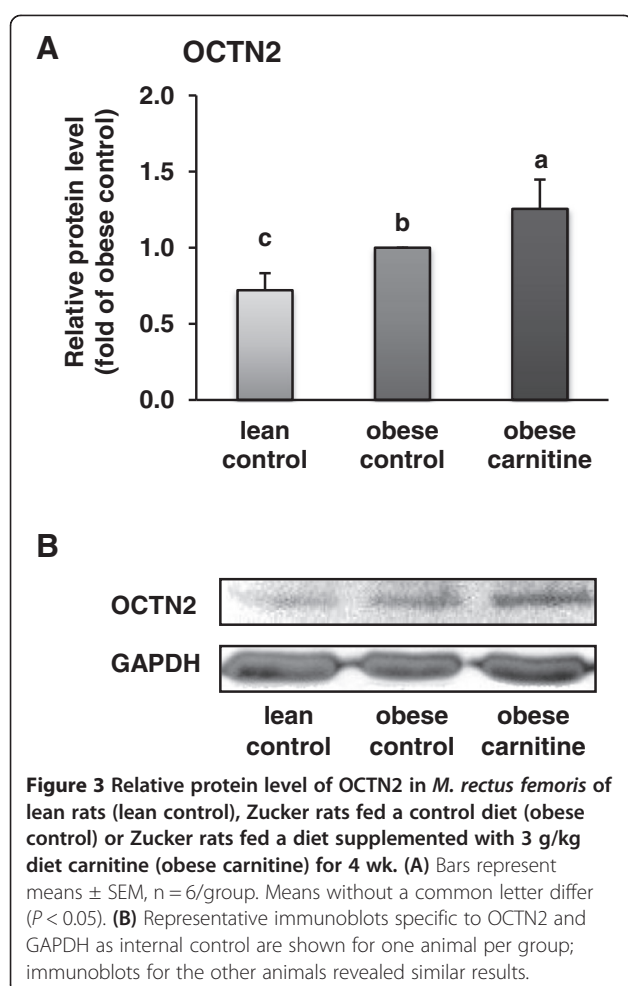 A
OCTN2
Relative protein level
(fold of obese control)
2.0
1.5
1.0
0.5
0.0
c
b
a
lean
control
obese
control
obese
carnitine
B
OCTN2
GAPDH
lean
control
obese
control
obese
carnitine
Figure 3 Relative protein level of OCTN2 in M. rectus femoris of
lean rats (lean control), Zucker rats fed a control diet (obese
control) or Zucker rats fed a diet supplemented with 3 g/kg
diet carnitine (obese carnitine) for 4 wk. (A) Bars represent
means ± SEM, n = 6/group. Means without a common letter differ
(P < 0.05). (B) Representative immunoblots specific to OCTN2 and
GAPDH as internal control are shown for one animal per group;
immunoblots for the other animals revealed similar results.